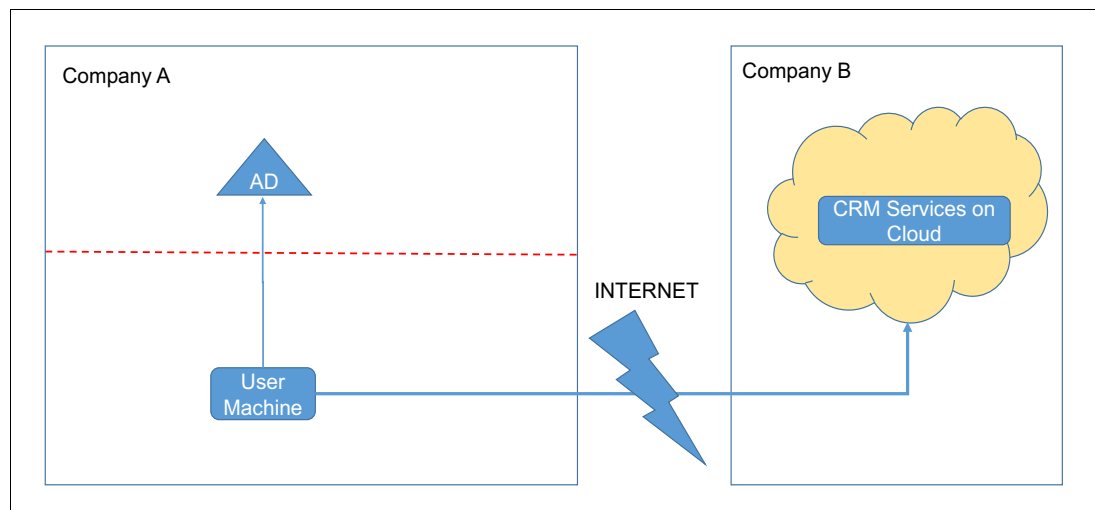 Company A
Company B
AD
CRM Services on
Cloud
INTERNET
User
Machine